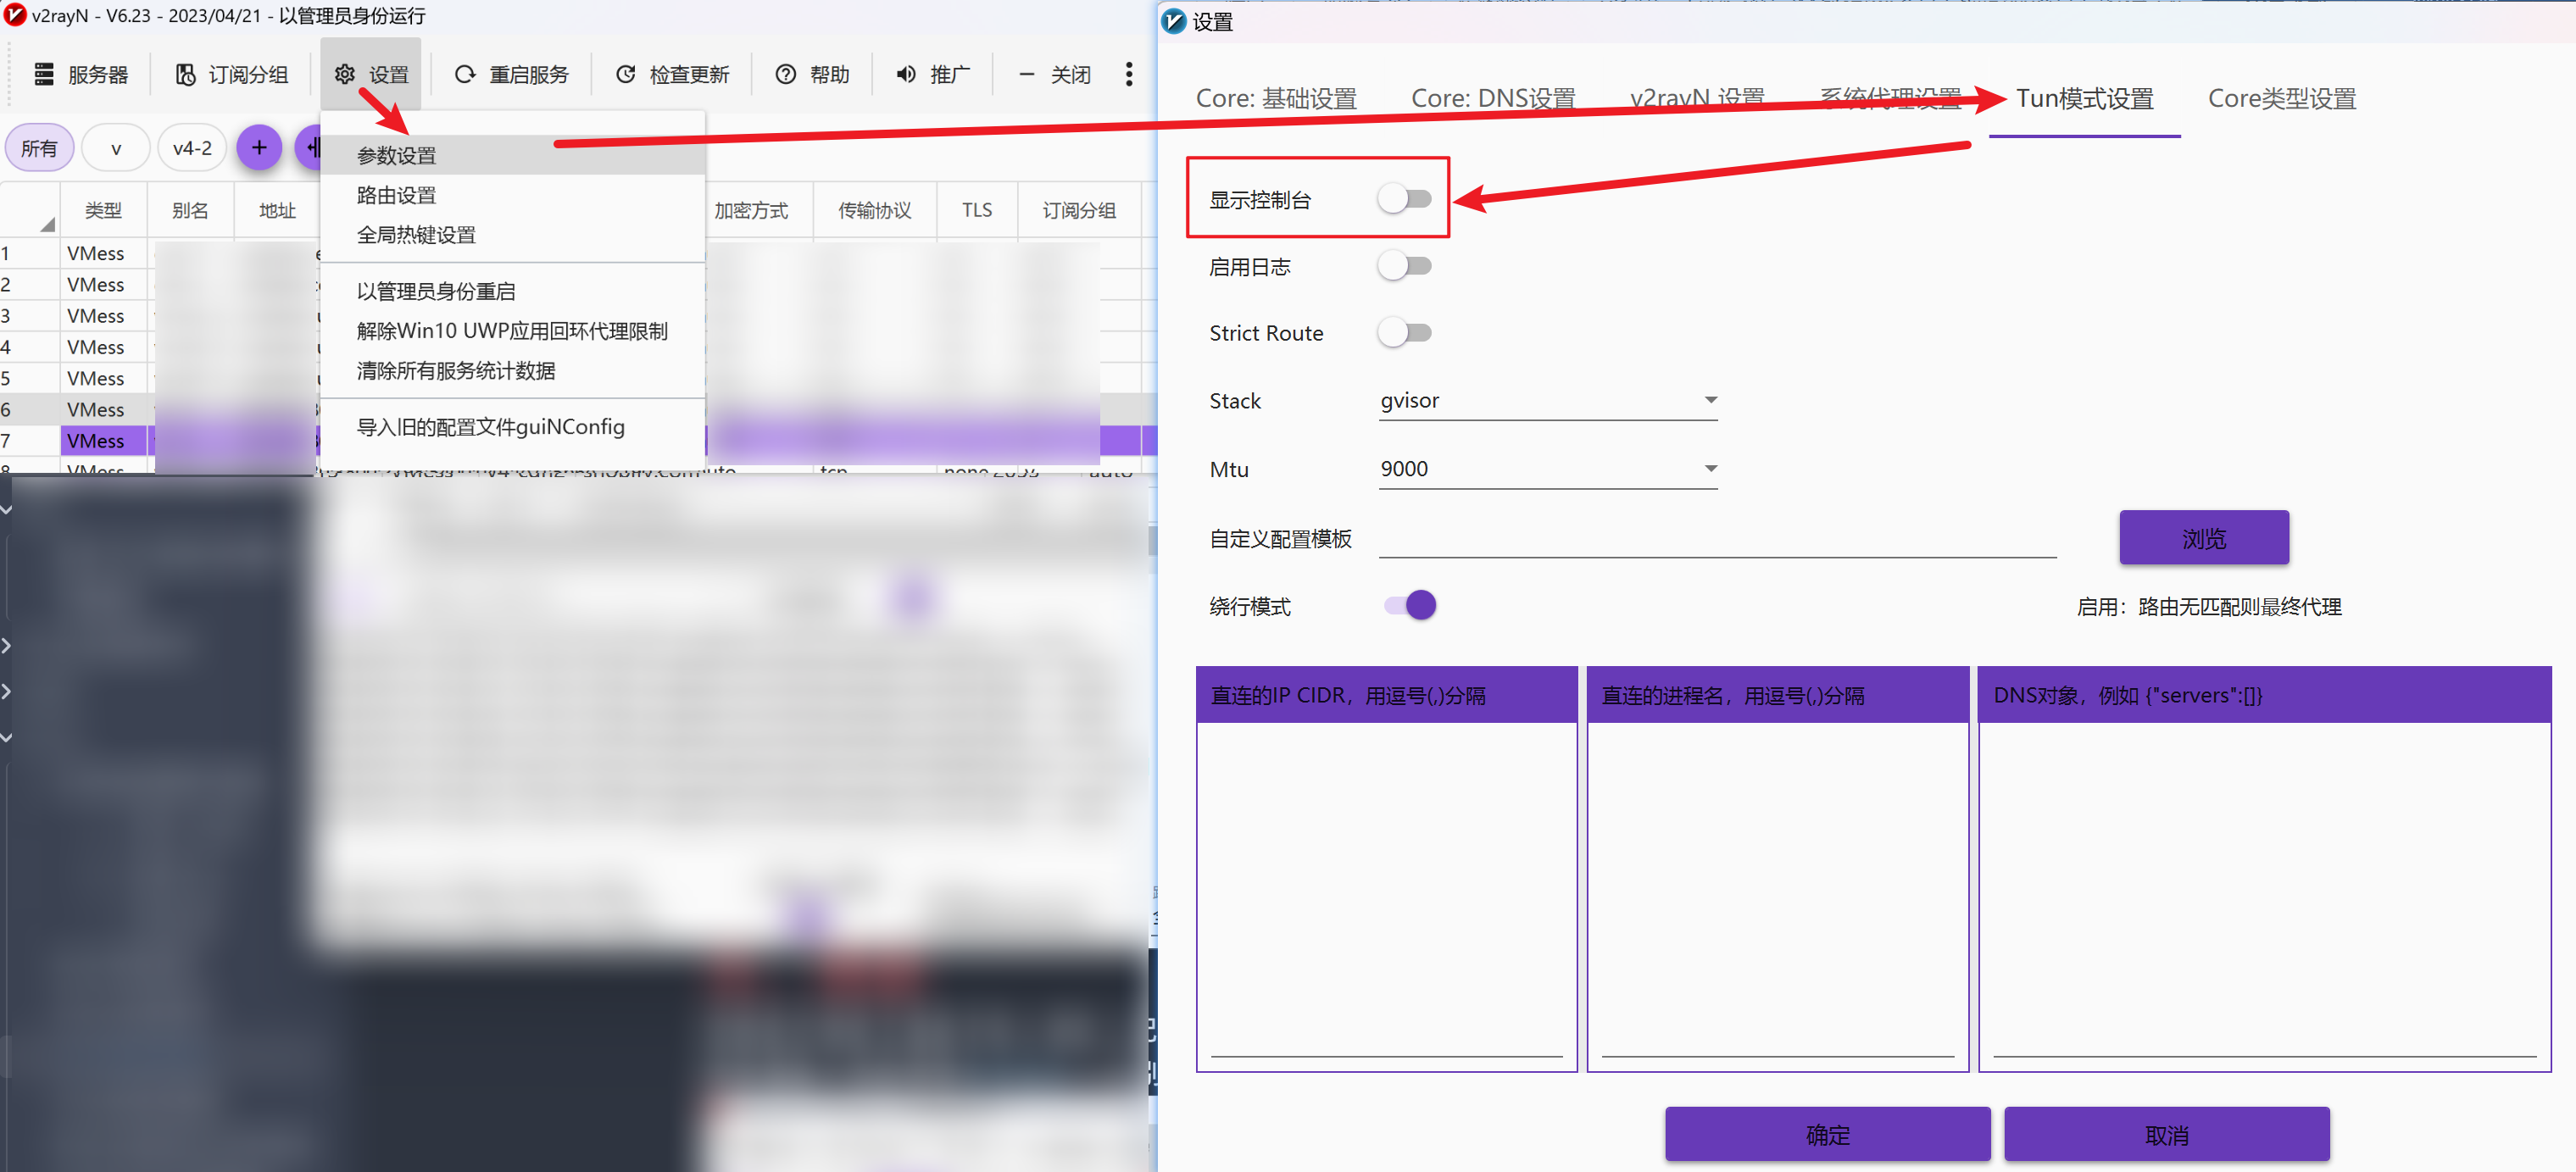 v2rayN - V6.23 - 2023/04/21 - 以管理员身份运行
服务器
订阅分组
设置
重启服务
检查更新
帮助
推广
关闭
所有
v
v4-2
参数设置
路由设置
全局热键设置
以管理员身份重启
解除Win10 UWP应用回环代理限制
清除所有服务统计数据
导入旧的配置文件guiNConfig
类型
别名
地址
加密方式
传输协议
TLS
订阅分组
1 VMess
2 VMess
3 VMess
4 VMess
5 VMess
6 VMess
7 VMess
8 VMess
设置
Core: 基础设置
Core: DNS设置
v2rayN 设置
系统代理设置
Tun模式设置
Core类型设置
显示控制台
启用日志
Strict Route
Stack
gvisor
Mtu
9000
自定义配置模板
浏览
绕行模式
启用：路由无匹配则最终代理
直连的IP CIDR，用逗号(,)分隔
直连的进程名，用逗号(,)分隔
DNS对象，例如 {"servers":[]}
确定
取消